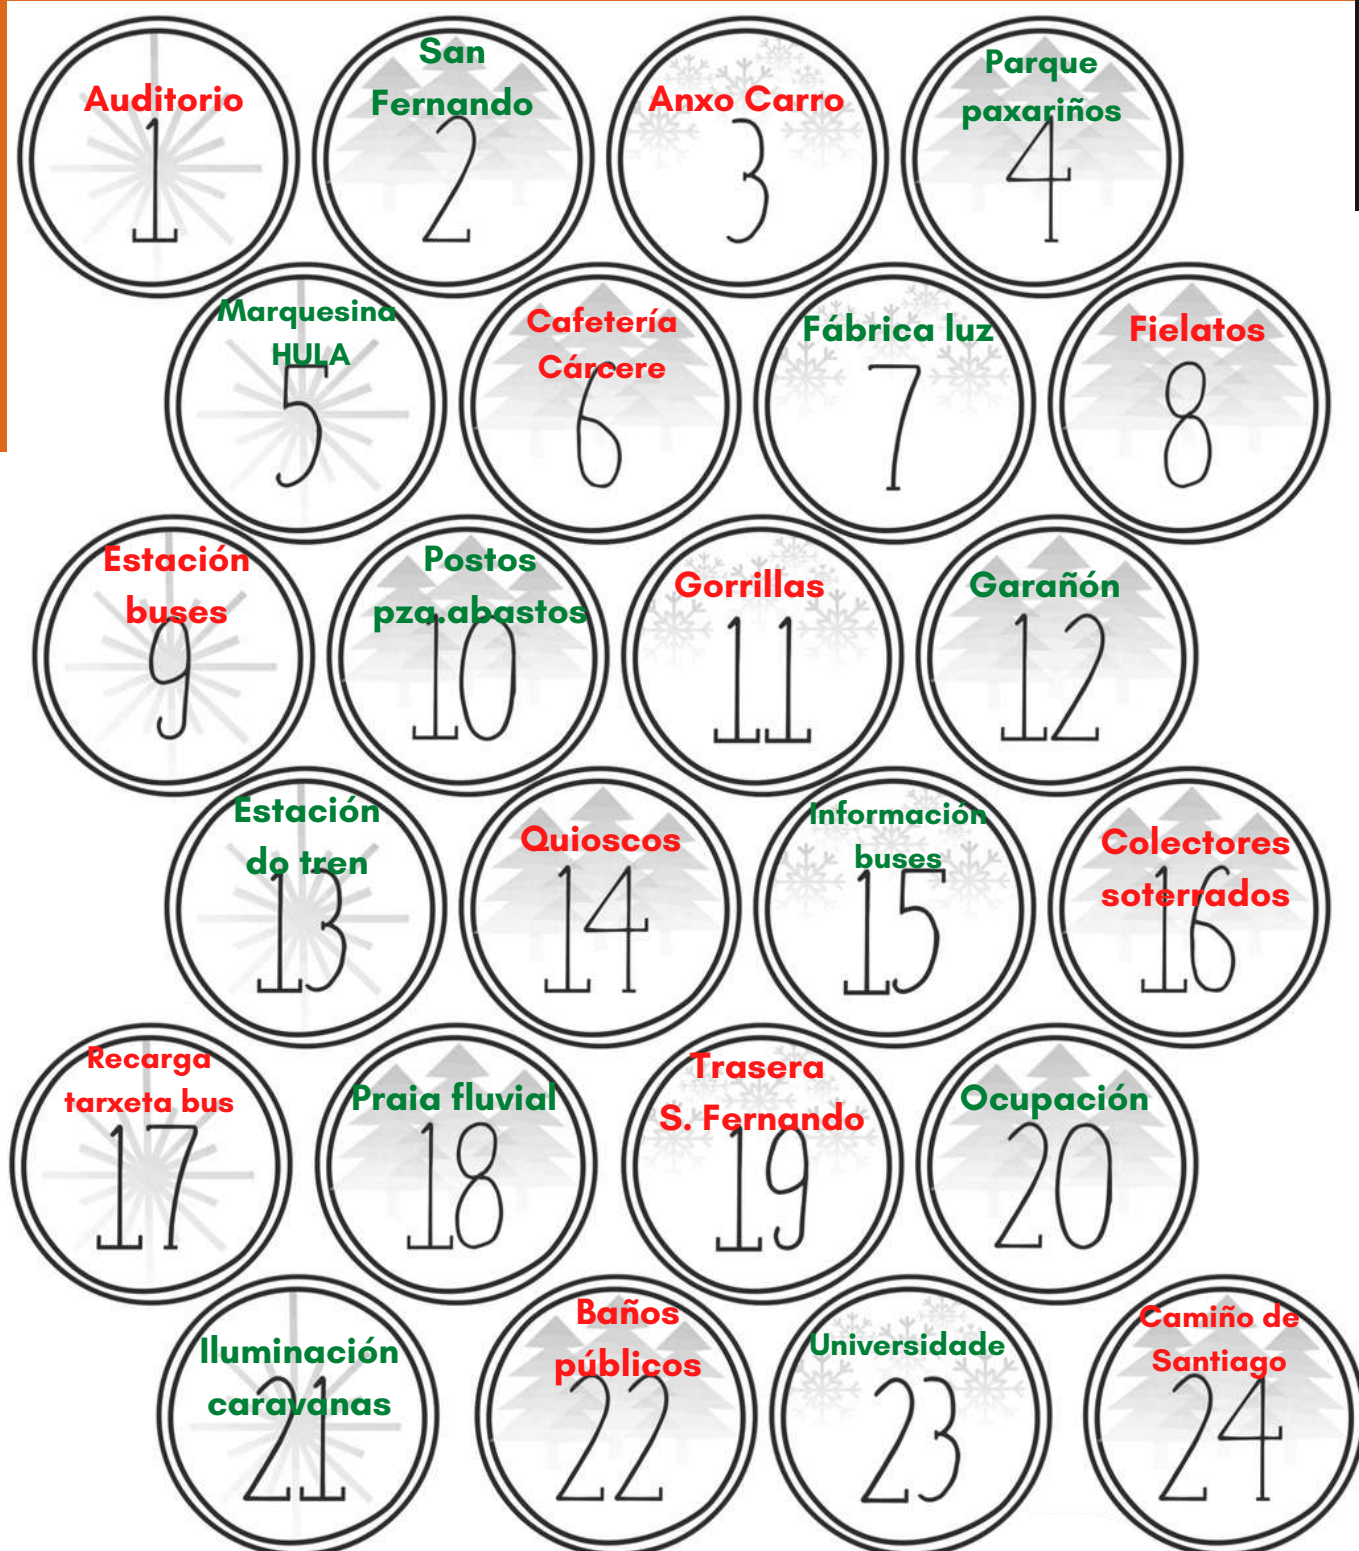 Auditorio
1
San
Fernando
2
Anxo Carro
3
Parque
paxariños
4
Marquesina
HULA
5
Cafetería
Cárcere
6
Fábrica luz
7
Fielatos
8
Estación
buses
9
Postos
pza.abastos
10
Gorrillas
11
Garañón
12
Estación
do tren
13
Quioscos
14
Información
buses
15
Colectores
soterrados
16
Recarga
tarxeta bus
17
Praia fluvial
18
Trasera
S. Fernando
19
Ocupación
20
Iluminación
caravanas
21
Baños
públicos
22
Universidade
23
Camiño de
Santiago
24